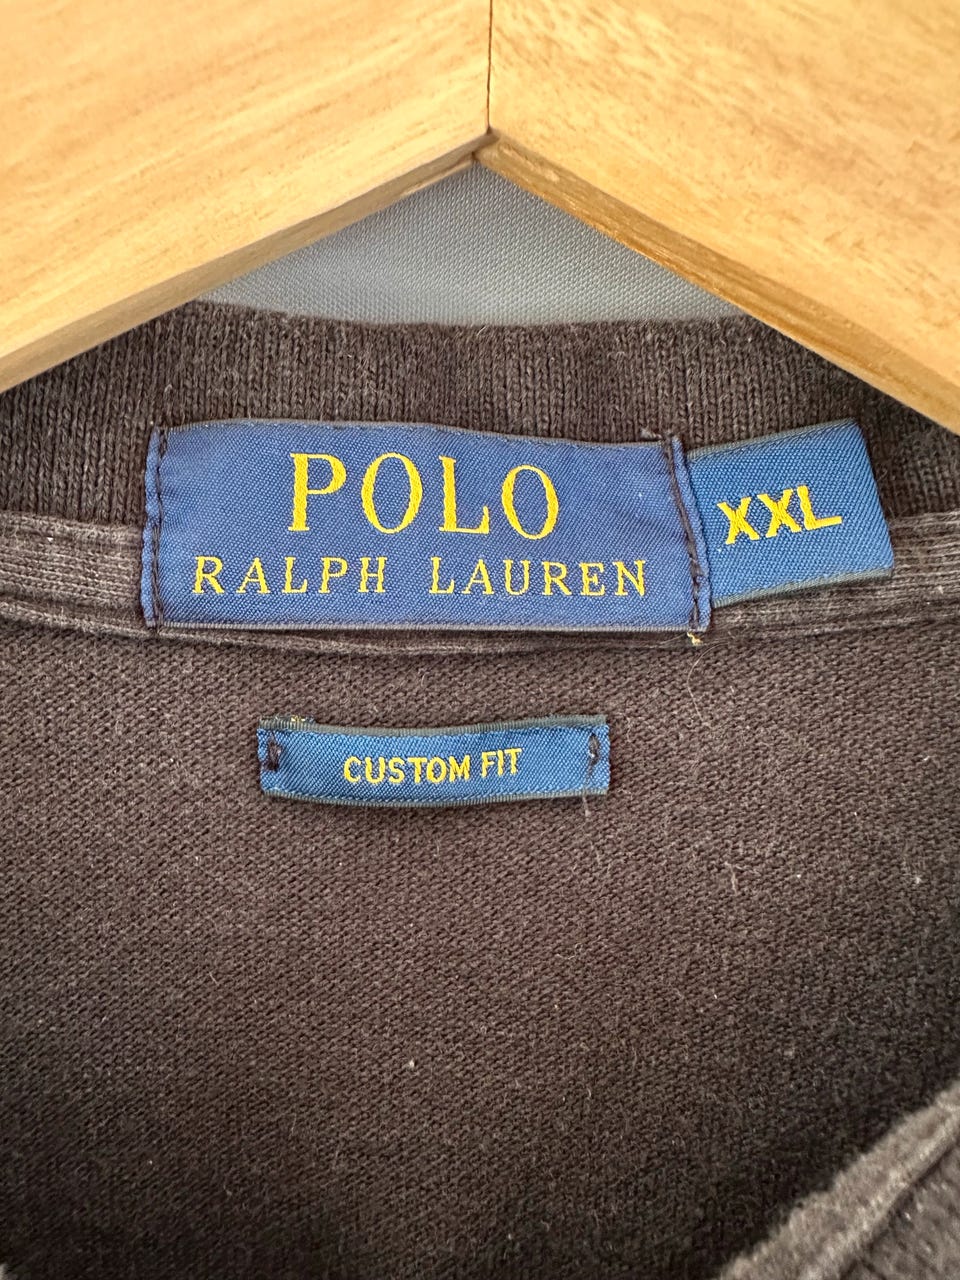 POLO
RALPH LAUREN
XXL
CUSTOM FIT